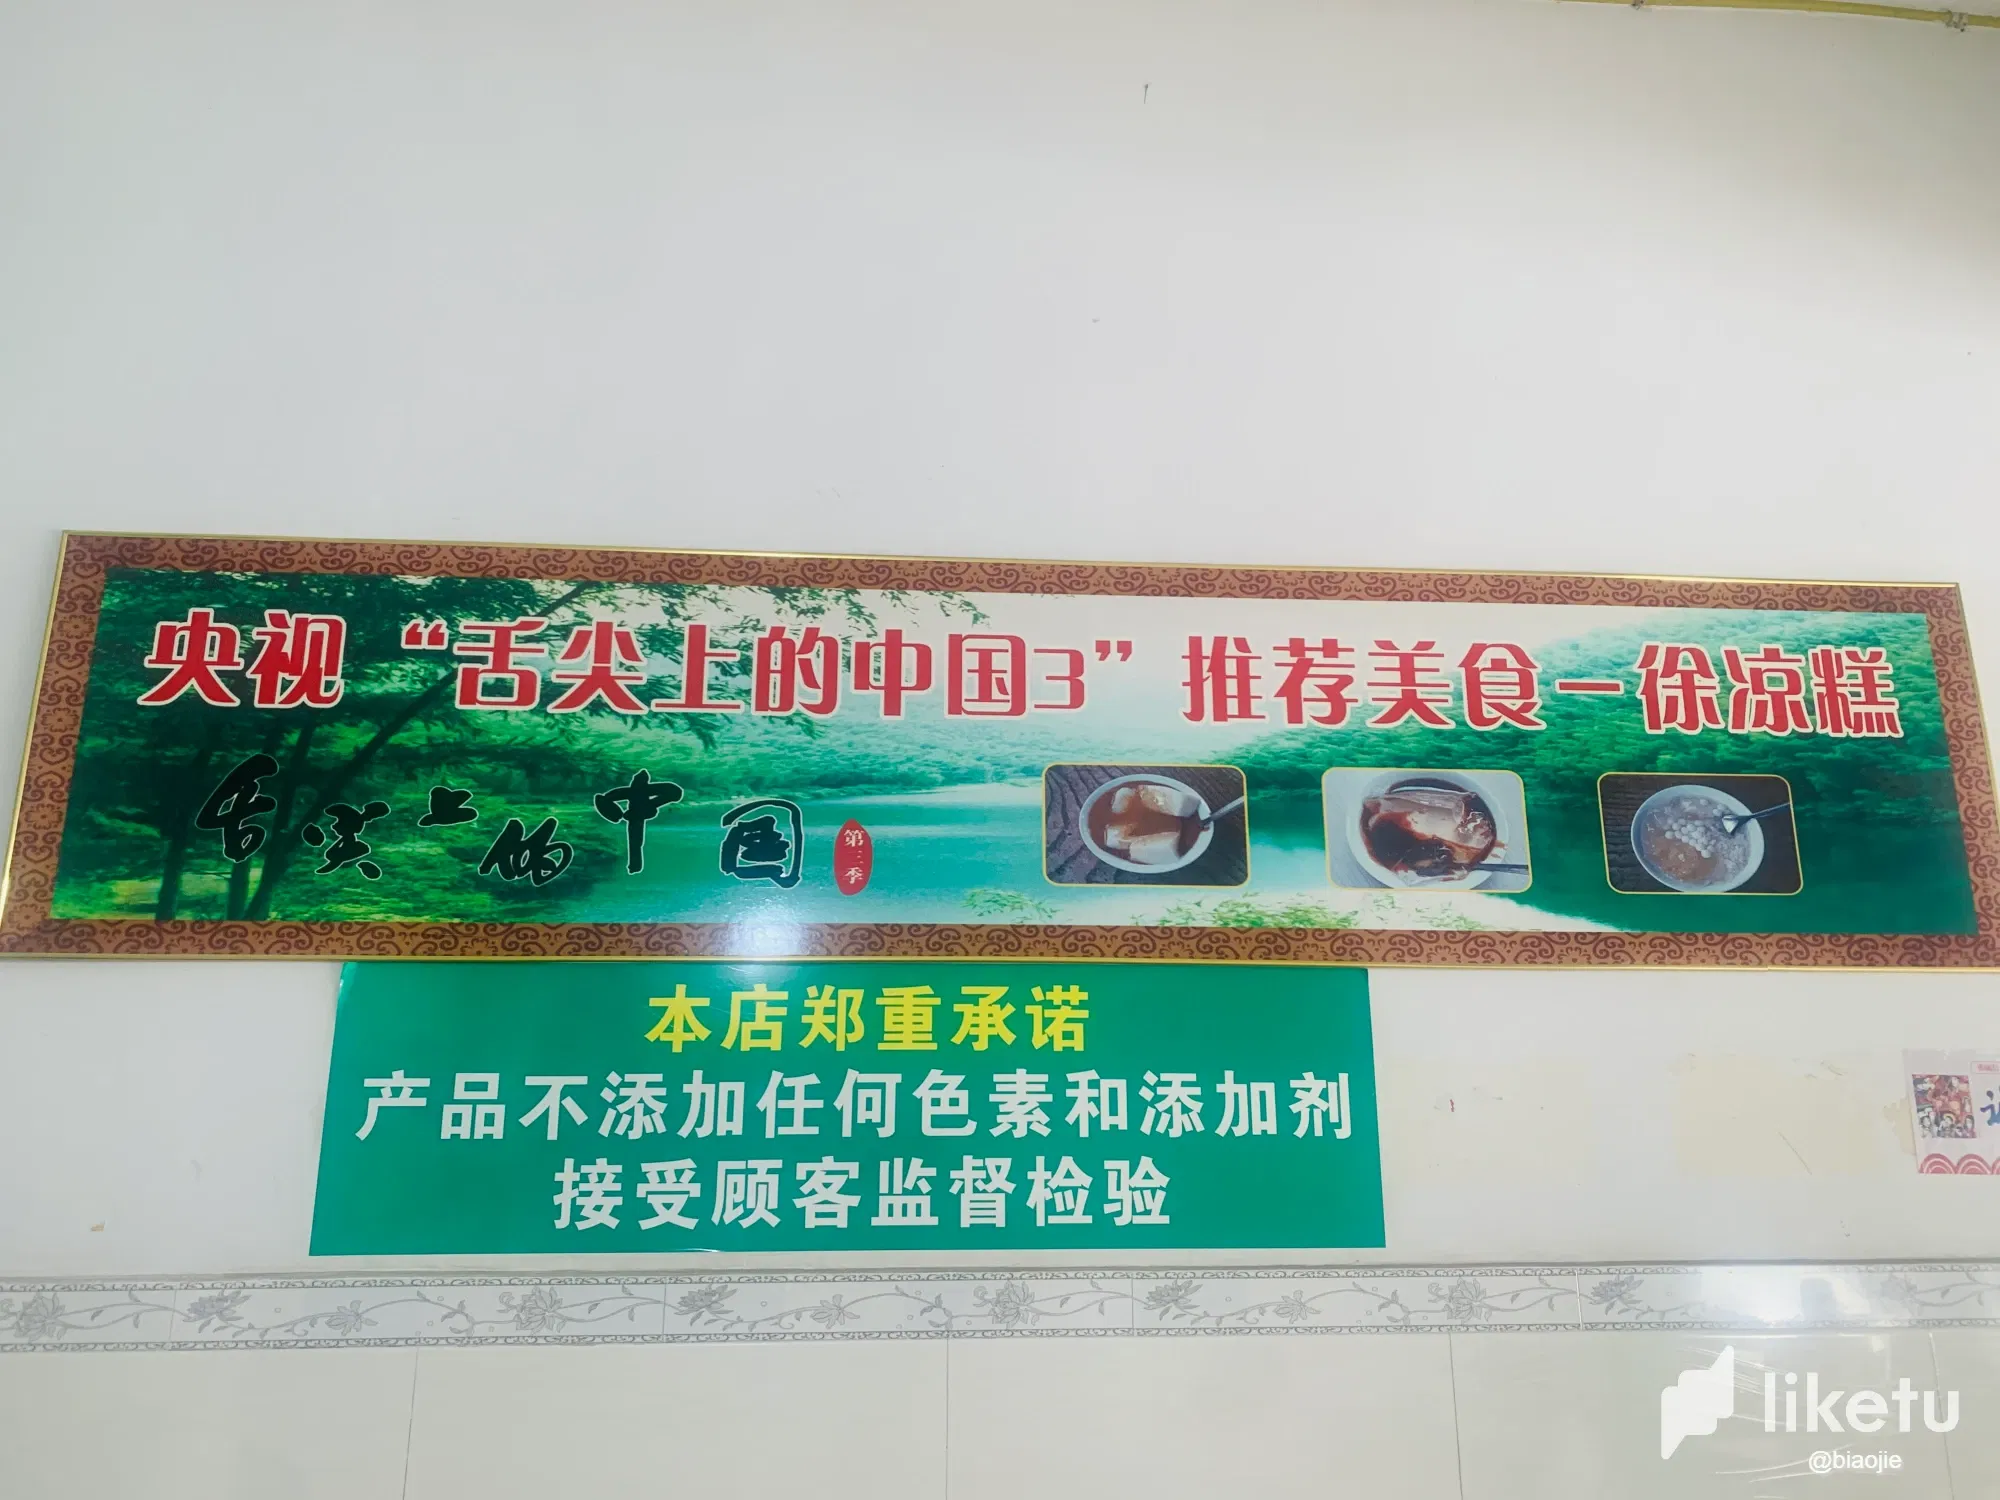 央视“舌尖上的中国3”推荐美食－徐凉糕
舌尖上的中国
第三季
本店郑重承诺
产品不添加任何色素和添加剂
接受顾客监督检验
liketu
@biaojie